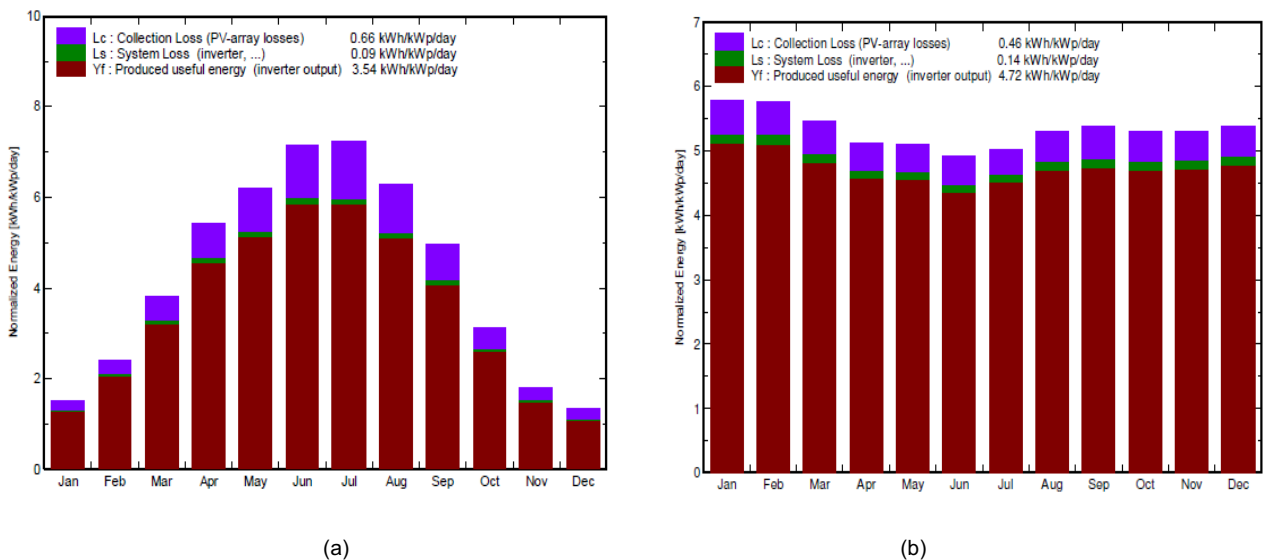 10
8
6
4
2
0
Normalized Energy [kWh/kWp/day]
Lc : Collection Loss (PV-array losses) 0.66 kWh/kWp/day
Ls : System Loss (inverter, ...) 0.09 kWh/kWp/day
Yf : Produced useful energy (inverter output) 3.54 kWh/kWp/day
Jan Feb Mar Apr May Jun Jul Aug Sep Oct Nov Dec
(a)
7
6
5
4
3
2
1
0
Normalized Energy [kWh/kWp/day]
Lc : Collection Loss (PV-array losses) 0.46 kWh/kWp/day
Ls : System Loss (inverter, ...) 0.14 kWh/kWp/day
Yf : Produced useful energy (inverter output) 4.72 kWh/kWp/day
Jan Feb Mar Apr May Jun Jul Aug Sep Oct Nov Dec
(b)